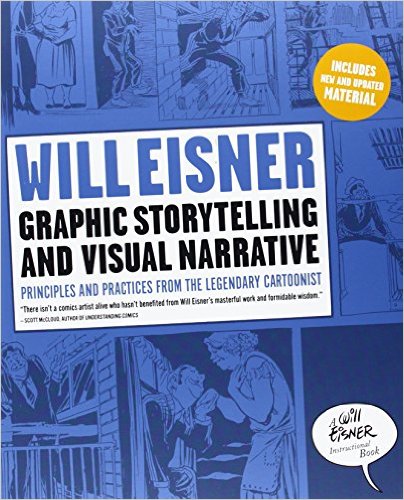 INCLUDES
NEW AND UPDATED
MATERIAL
WILL EISNER
GRAPHIC STORYTELLING
AND VISUAL NARRATIVE
PRINCIPLES AND PRACTICES FROM THE LEGENDARY CARTOONIST
"There isn't a comics artist alive who hasn't benefited from Will Eisner's masterful work and formidable wisdom."
– SCOTT McCLOUD, AUTHOR OF UNDERSTANDING COMICS
A Will
EISNER
Instructional
Book